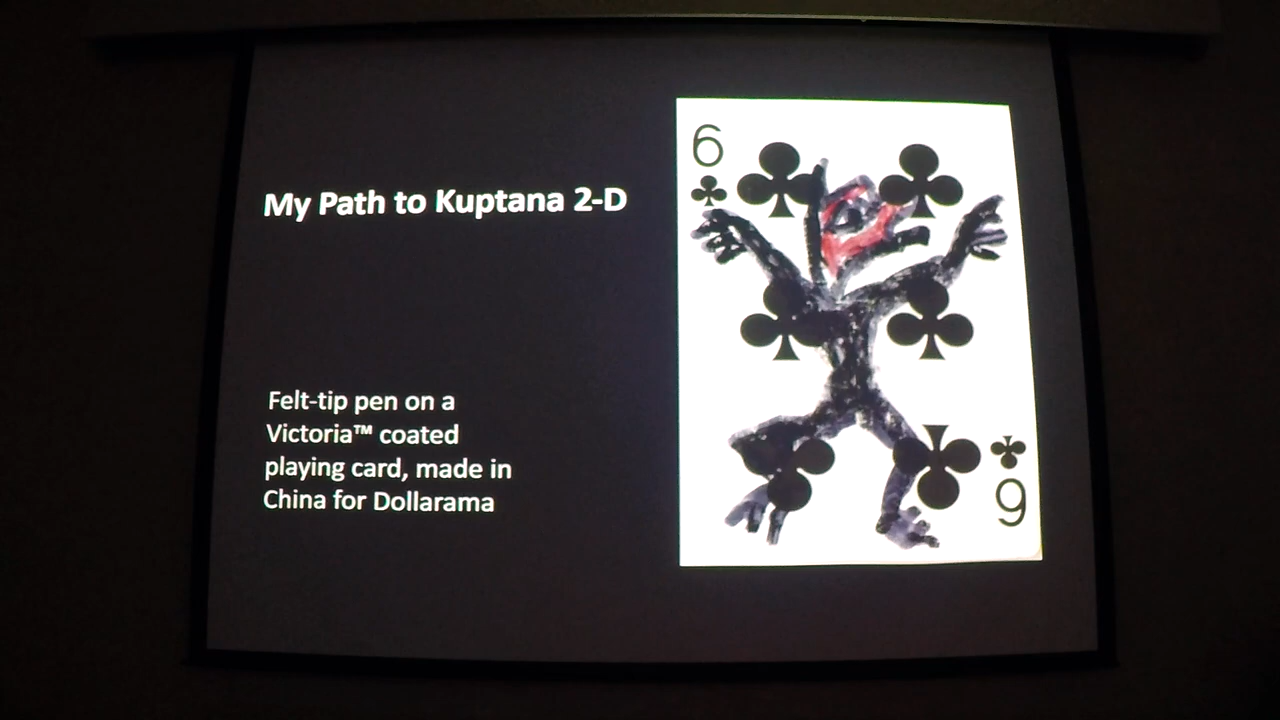 My Path to Kuptana 2-D
Felt-tip pen on a
Victoria™ coated
playing card, made in
China for Dollarama
6
6